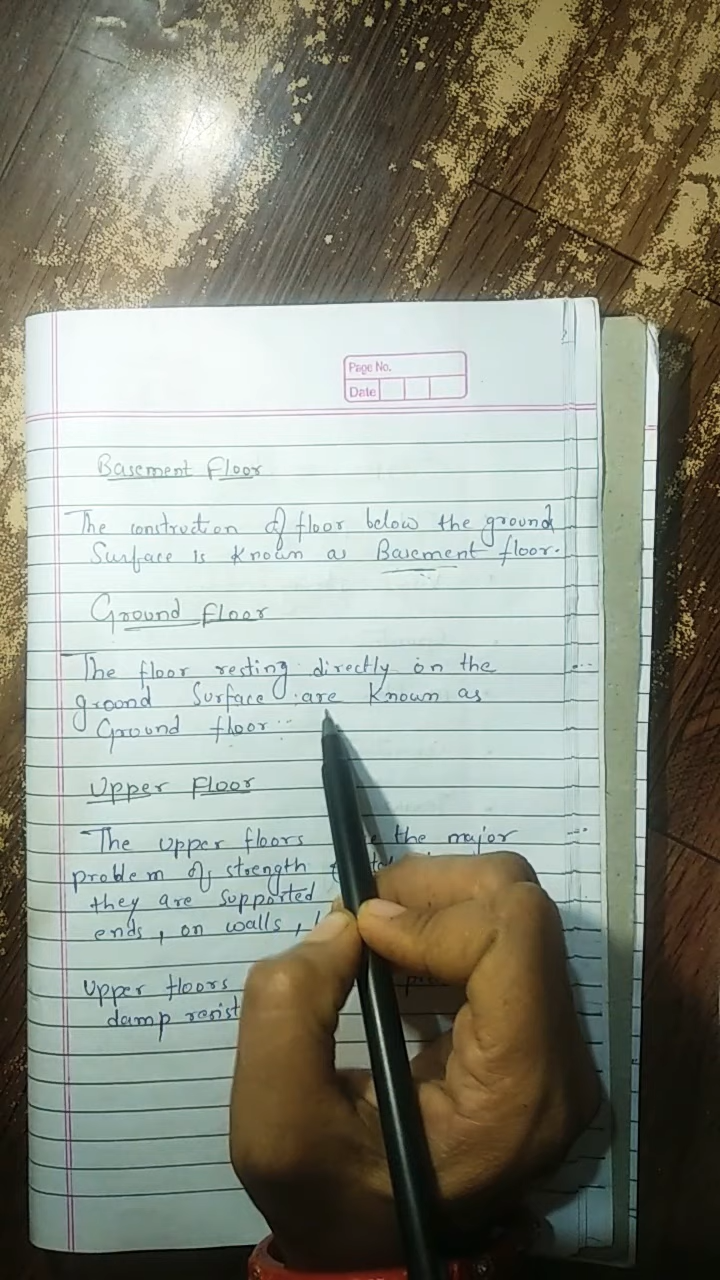 Page No.
Date
Basement Floor
The construction of floor below the ground
Surface is known as Basement floor.
Ground Floor
The floor resting directly on the
ground Surface are known as
Ground floor
Upper Floor
The upper floors the major
problem of strength
they are supported
ends, on walls,
Upper floors
damp resist